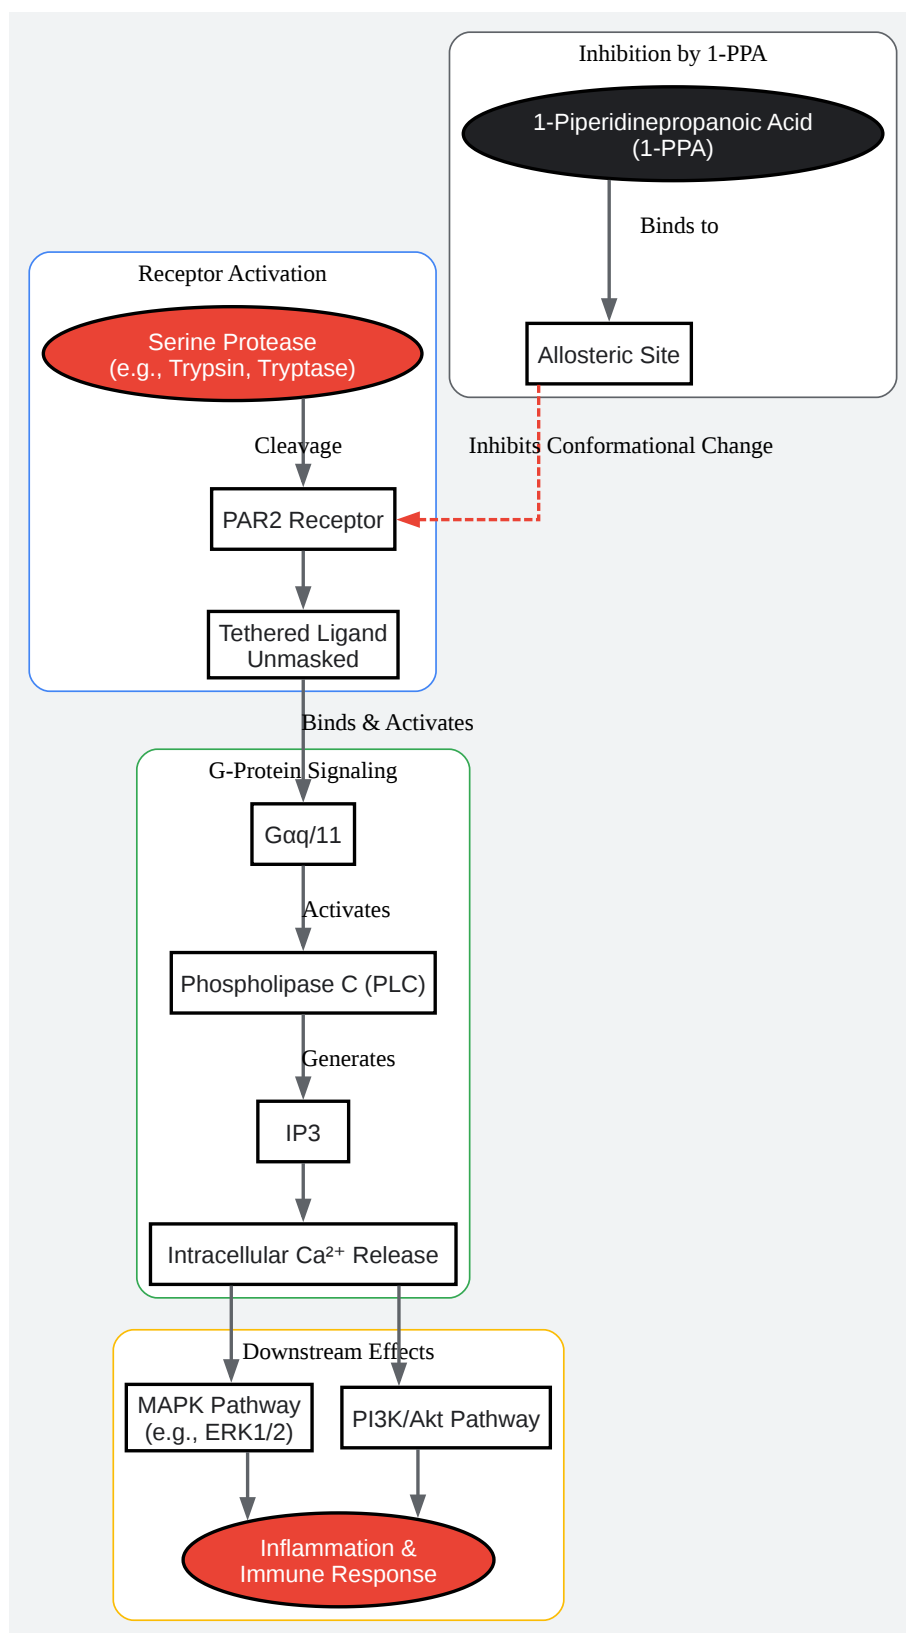 Inhibition by 1-PPA
1-Piperidinepropanoic Acid
(1-PPA)
Binds to
Allosteric Site
Receptor Activation
Serine Protease
(e.g., Trypsin, Tryptase)
Cleavage
Inhibits Conformational Change
PAR2 Receptor
Tethered Ligand
Unmasked
Binds & Activates
G-Protein Signaling
Gαq/11
Activates
Phospholipase C (PLC)
Generates
IP3
Intracellular Ca²⁺ Release
Downstream Effects
MAPK Pathway
(e.g., ERK1/2)
PI3K/Akt Pathway
Inflammation &
Immune Response